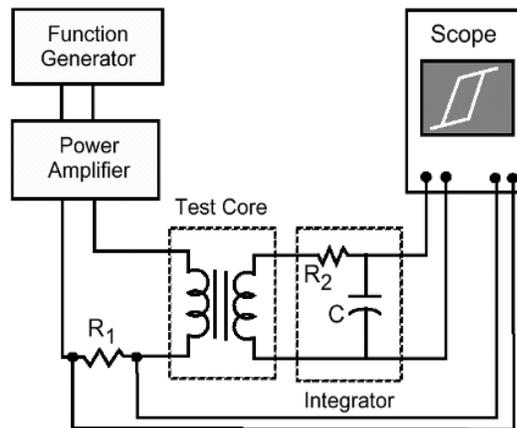 Function
Generator
Scope
Power
Amplifier
Test Core
R2
R1
C
Integrator